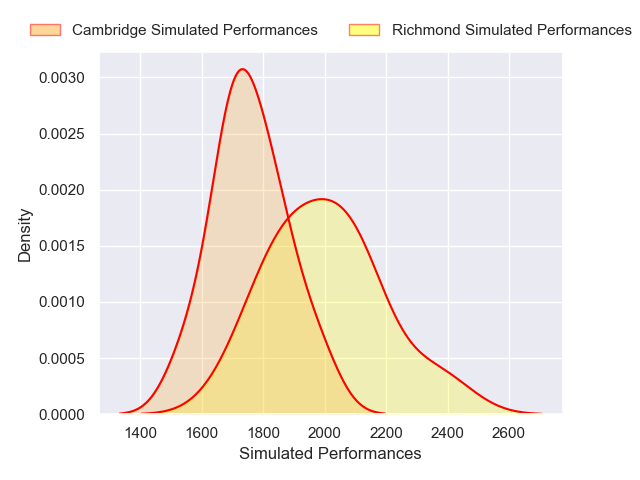 Cambridge Simulated Performances
Richmond Simulated Performances
0.0030
0.0025
0.0020
0.0015
0.0010
0.0005
0.0000
Density
1400 1600 1800 2000 2200 2400 2600
Simulated Performances